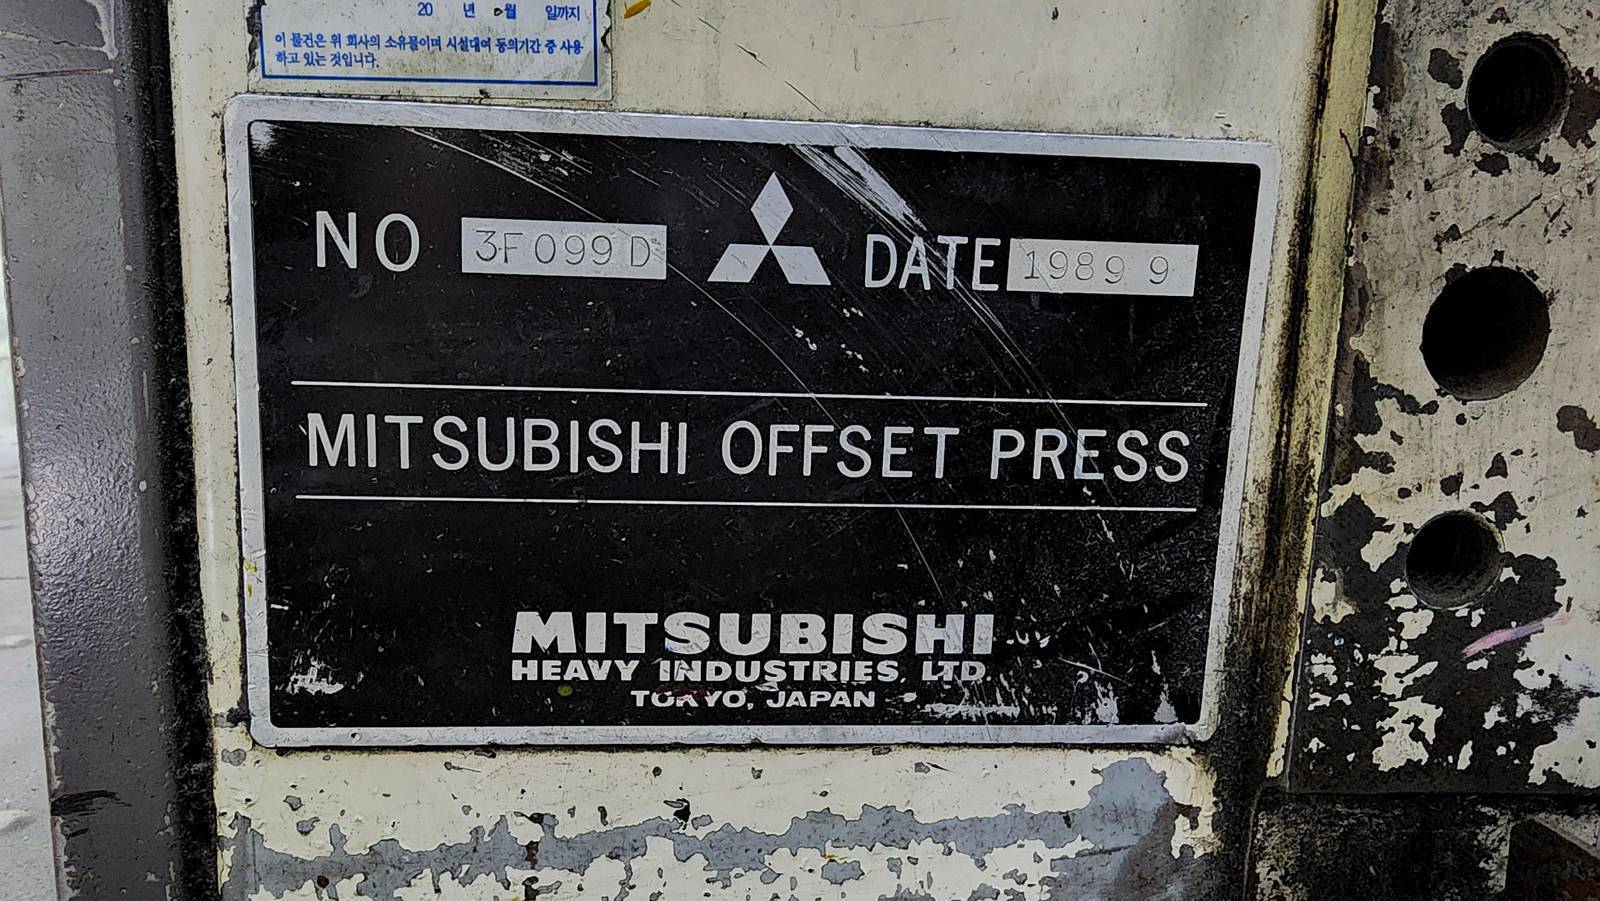 20 년 월 일까지
이 물건은 위 회사의 소유물이며 시설대여 동의기간 중 사용
하고 있는 것입니다.
NO 3F099D DATE 1989 9
MITSUBISHI OFFSET PRESS
MITSUBISHI
HEAVY INDUSTRIES, LTD.
TOKYO, JAPAN